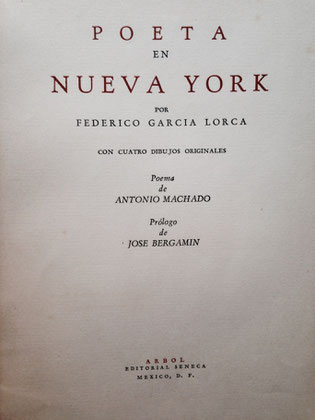 POETA
EN
NUEVA YORK
POR
FEDERICO GARCIA LORCA
CON CUATRO DIBUJOS ORIGINALES
Poema
de
ANTONIO MACHADO
Prólogo
de
JOSE BERGAMIN
ARBOL
EDITORIAL SENECA
MEXICO, D. F.